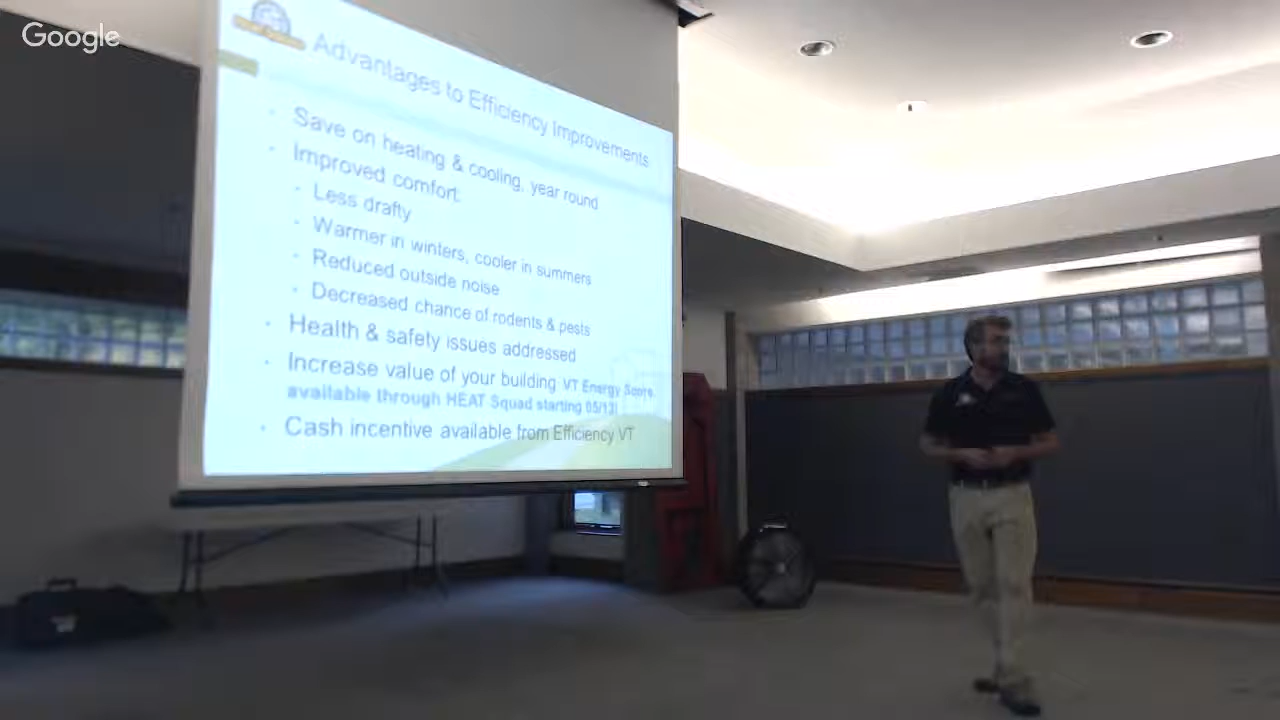 Google
Advantages to Efficiency Improvements
Save on heating & cooling, year round
Improved comfort:
Less drafty
Warmer in winters, cooler in summers
Reduced outside noise
Decreased chance of rodents & pests
Health & safety issues addressed
Increase value of your building VT Energy Score,
available through HEAT Squad starting 05/13!
Cash incentive available from Efficiency VT